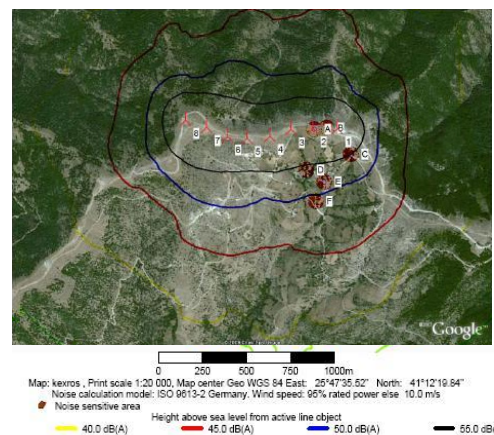 A B
8 7 6 5 4 3 2 1
C
D
E
F
Google
0 250 500 750 1000m
Map: kexros , Print scale 1:20 000, Map center Geo WGS 84 East: 25°47'35.52" North: 41°12'19.84"
Noise calculation model: ISO 9613-2 Germany. Wind speed: 95% rated power else 10.0 m/s
Noise sensitive area
Height above sea level from active line object
40.0 dB(A) 45.0 dB(A) 50.0 dB(A) 55.0 dB(A